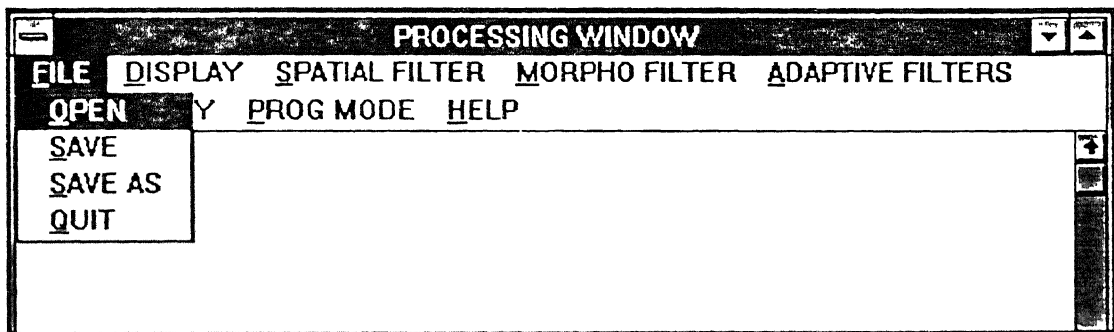 PROCESSING WINDOW
FILE DISPLAY SPATIAL FILTER MORPHO FILTER ADAPTIVE FILTERS
OPEN Y PROG MODE HELP
SAVE
SAVE AS
QUIT